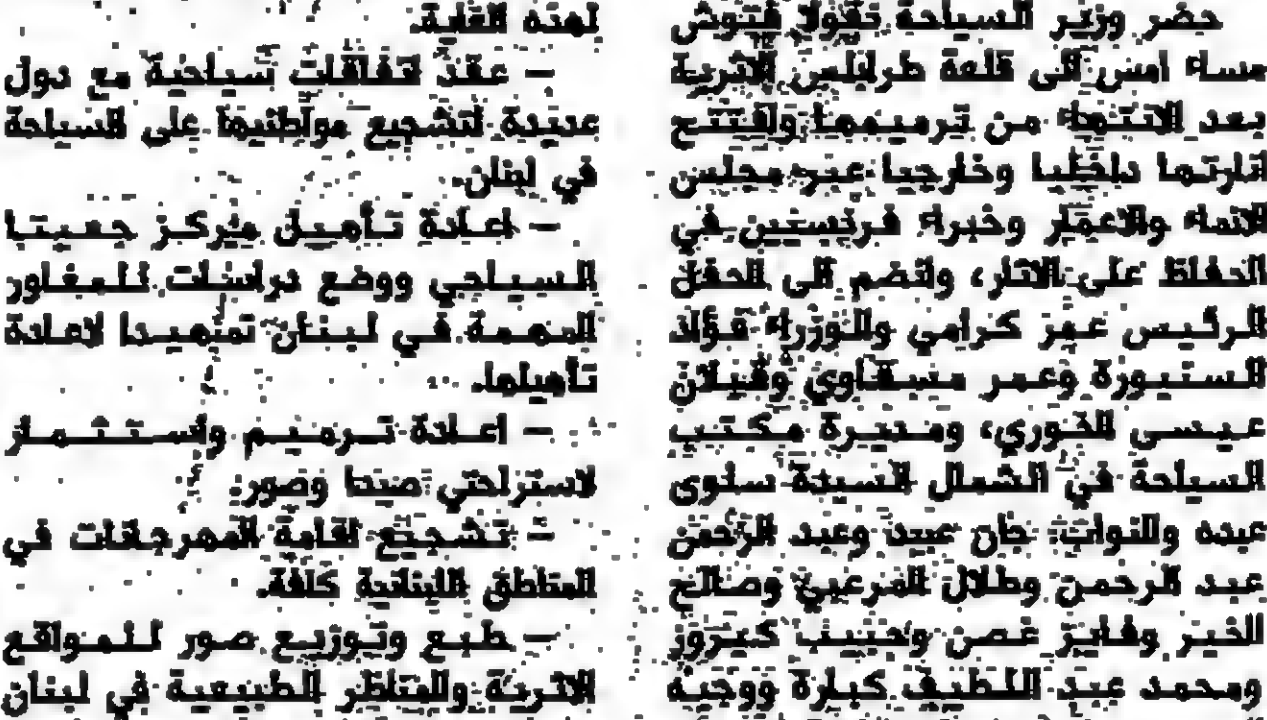 حضر وزير السياحة نقولا فتوش
مساء امس الى قلعة طرابلس الاثرية
بعد الانتهاء من ترميمها وافتتح
انارتها داخليا وخارجيا عبر مجلس
الانماء والاعمار وخبراء فرنسيين في
الحفاظ على الاثار، وانضم الى الحفل
الرئيس عمر كرامي والوزراء فؤاد
السنيورة وعمر مسقاوي وقبلان
عيسى الخوري، ومديرة مكتب
السياحة في الشمال السيدة سلوى
عبده والنواب: جان عبيد وعبد الرحمن
عبد الرحمن وطلال المرعبي وصالح
الخير وفايز غصن وحبيب كيروز
ومحمد عبد اللطيف كبارة ووجيه
لهذه الغاية.
– عقد اتفاقات سياحية مع دول
عديدة لتشجيع مواطنيها على السياحة
في لبنان.
– اعادة تأهيل مركز جعيتا
السياحي ووضع دراسات للمغاور
المهمة في لبنان تمهيدا لاعادة
تأهيلها.
– اعادة ترميم واستثمار
لاستراحتي صيدا وصور.
– تشجيع اقامة المهرجانات في
المناطق اللبنانية كافة.
– طبع وتوزيع صور للمواقع
الاثرية والمناظر الطبيعية في لبنان